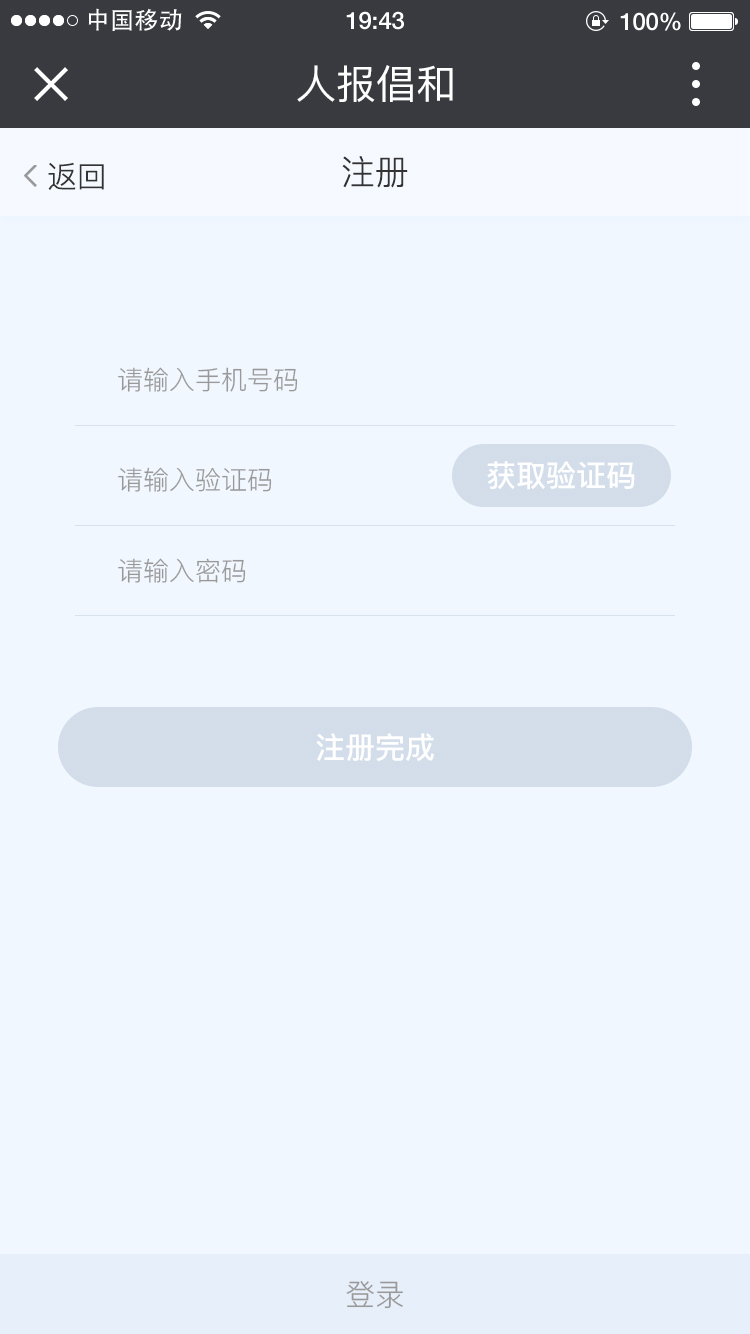 中国移动 19:43 100%
人报倡和
返回 注册
请输入手机号码
请输入验证码 获取验证码
请输入密码
注册完成
登录